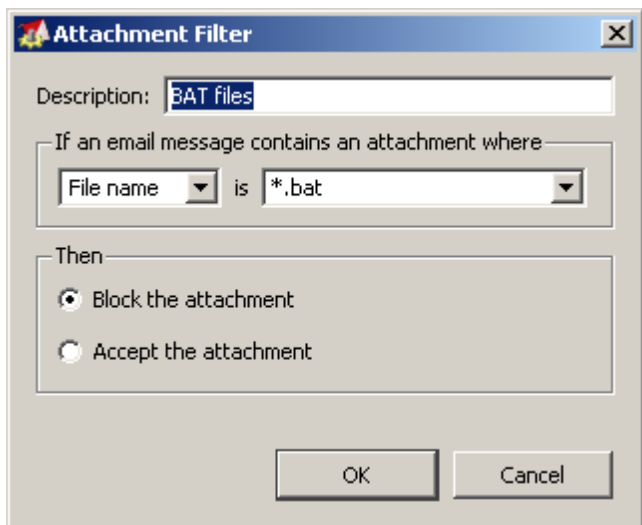 Attachment Filter
Description: BAT files
If an email message contains an attachment where
File name is *.bat
Then
Block the attachment
Accept the attachment
OK Cancel